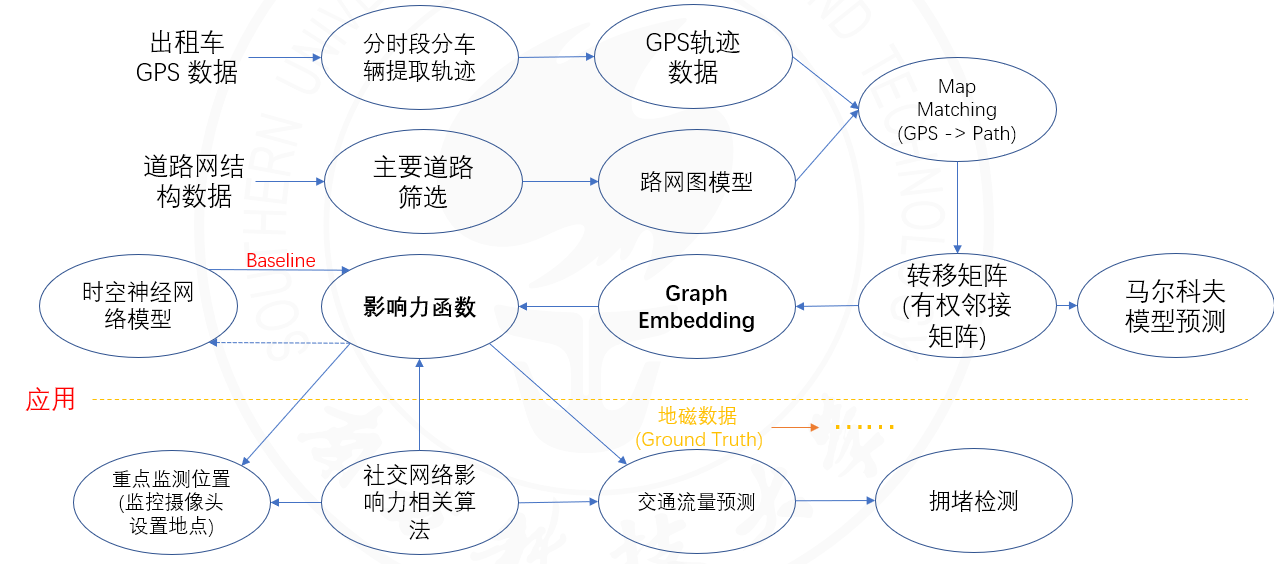 出租车
GPS 数据
分时段分车
辆提取轨迹
GPS轨迹
数据
Map
Matching
(GPS -> Path)
道路网结
构数据
主要道路
筛选
路网图模型
Baseline
时空神经网
络模型
影响力函数
Graph
Embedding
转移矩阵
(有权邻接
矩阵)
马尔科夫
模型预测
应用
地磁数据
(Ground Truth)
……
重点监测位置
(监控摄像头
设置地点)
社交网络影
响力相关算
法
交通流量预测
拥堵检测